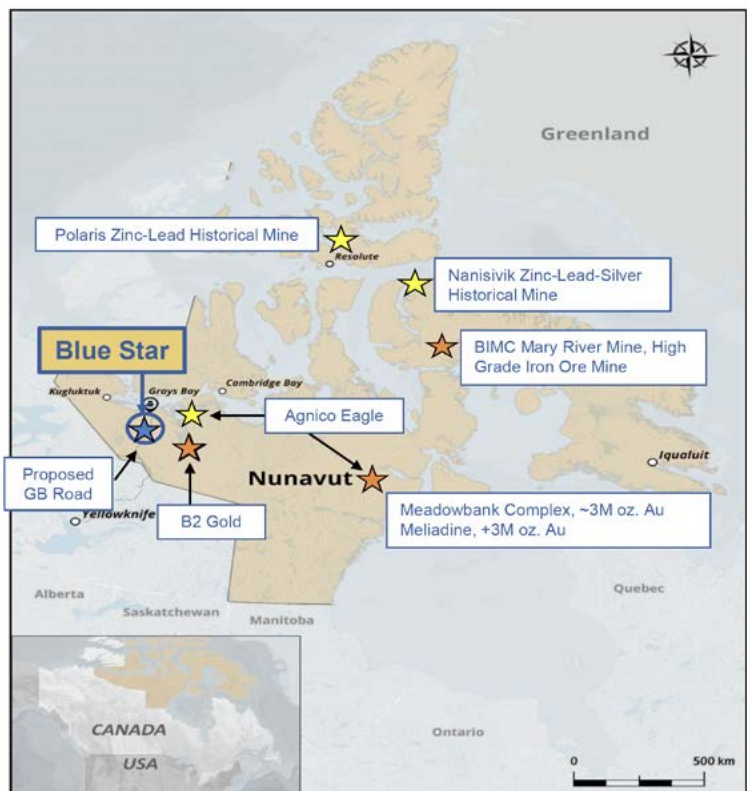 Greenland
Polaris Zinc-Lead Historical Mine
Resolute
Nanisivik Zinc-Lead-Silver
Historical Mine
BIMC Mary River Mine, High
Grade Iron Ore Mine
Blue Star
Kugluktuk
Grays Bay
Cambridge Bay
Agnico Eagle
Iqaluit
Proposed
GB Road
Nunavut
B2 Gold
Yellowknife
Meadowbank Complex, ~3M oz. Au
Meliadine, +3M oz. Au
Alberta
Saskatchewan
Manitoba
Quebec
CANADA
USA
Ontario
0 500 km